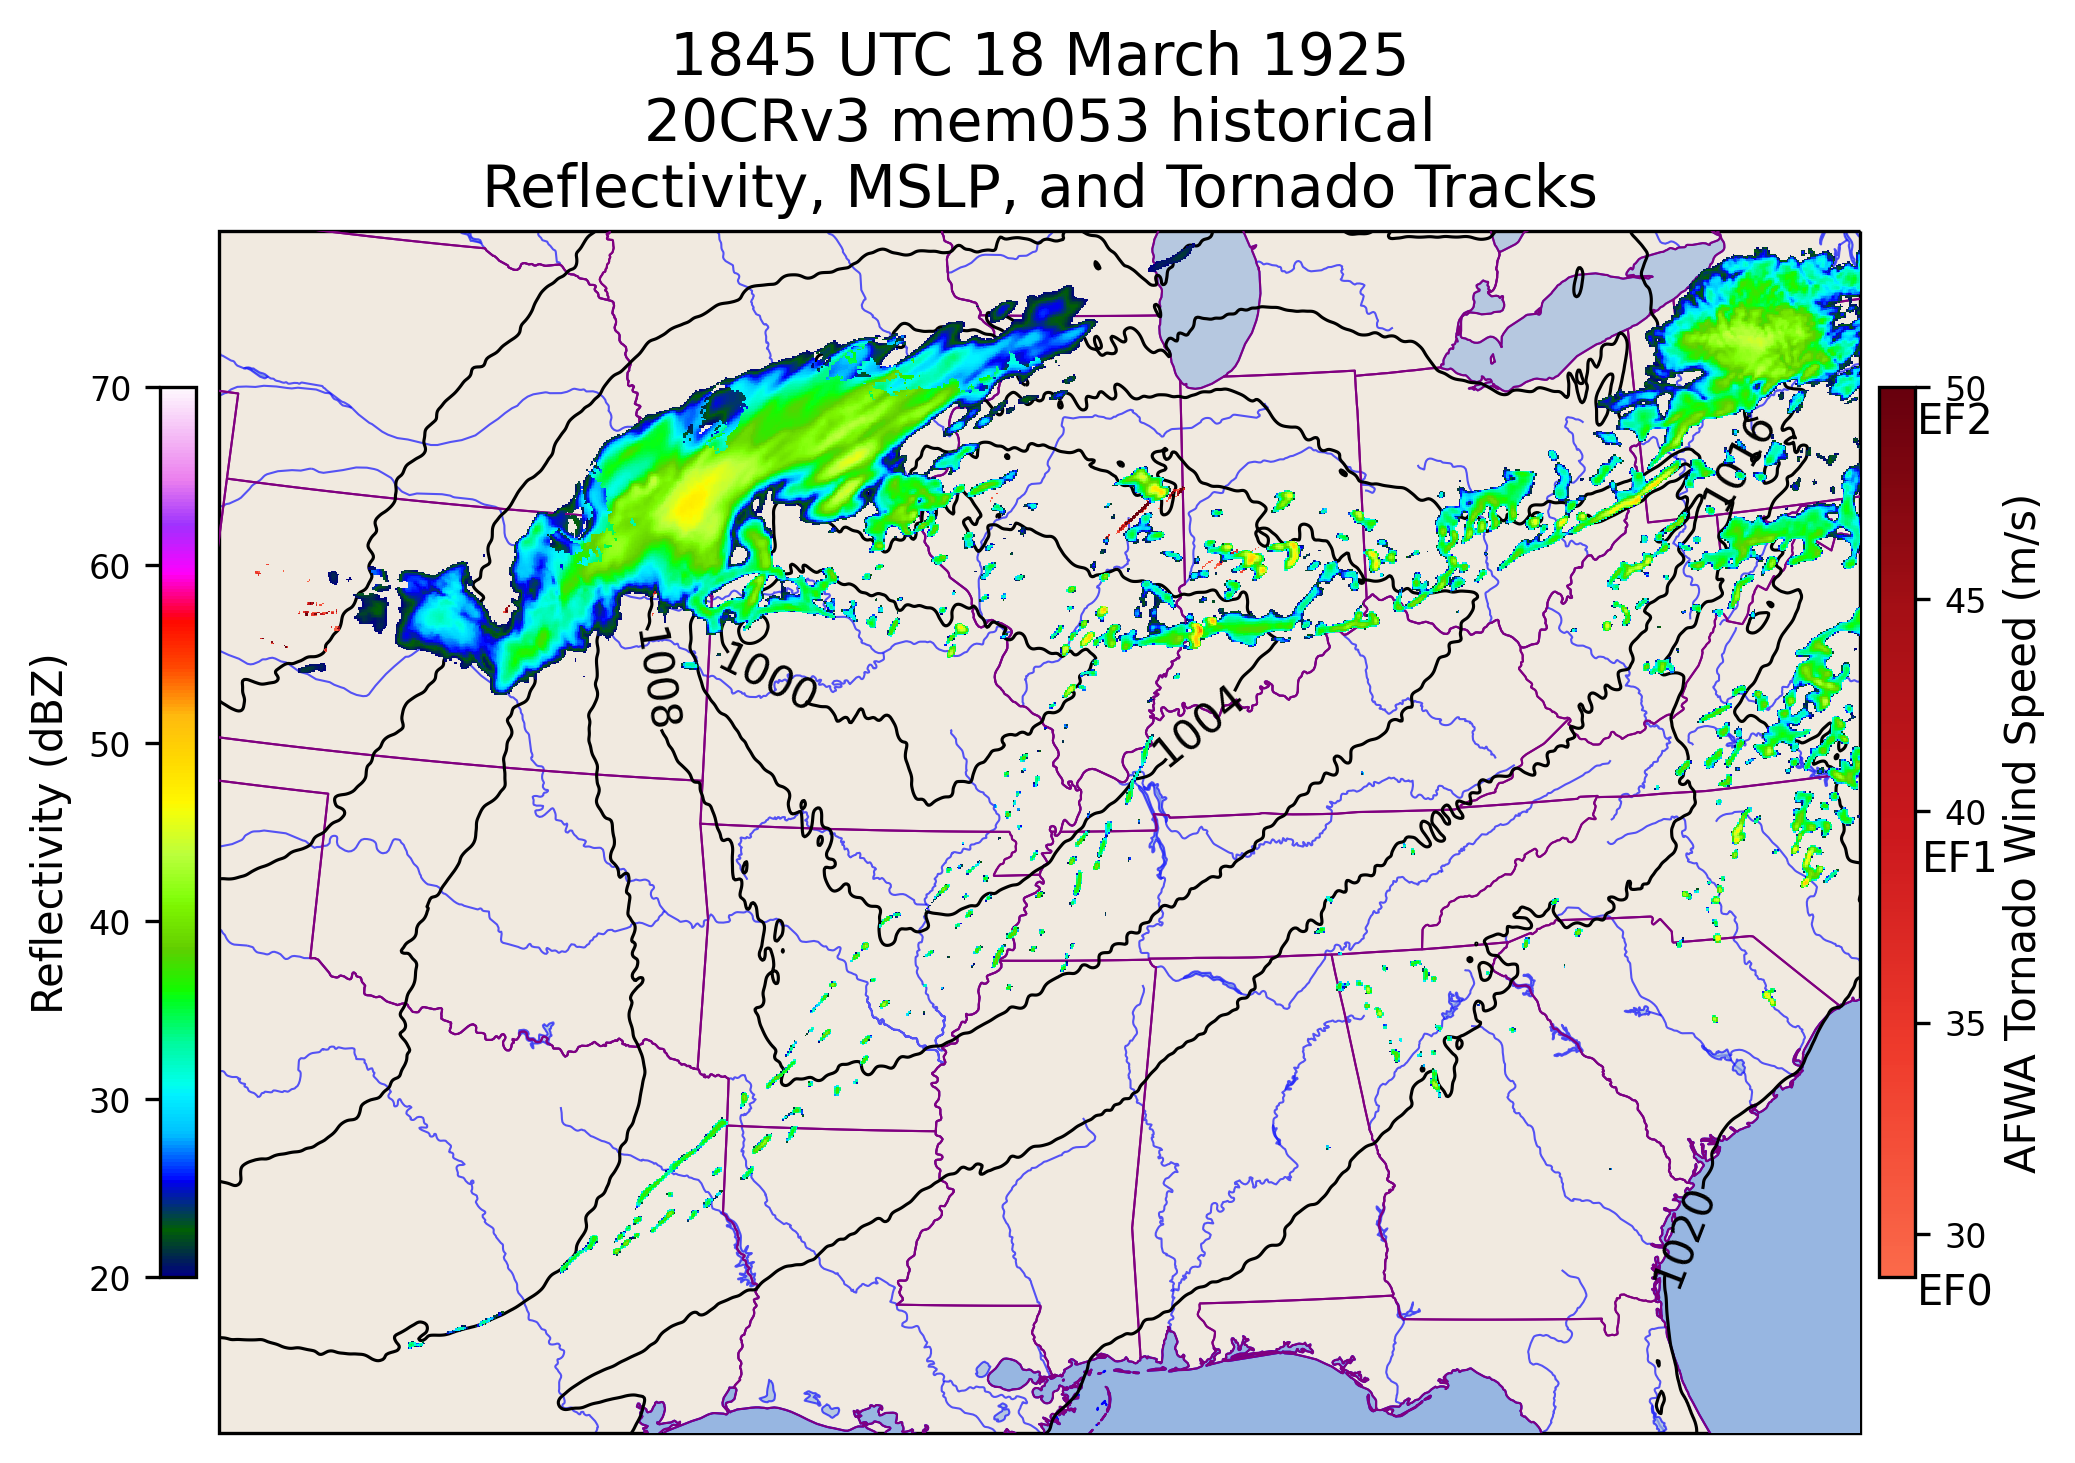 1845 UTC 18 March 1925
20CRv3 mem053 historical
Reflectivity, MSLP, and Tornado Tracks
Reflectivity (dBZ)
70
60
50
40
30
20
1016
1008
1000
1004
1020
50
EF2
45
40
EF1
35
30
EF0
AFWA Tornado Wind Speed (m/s)